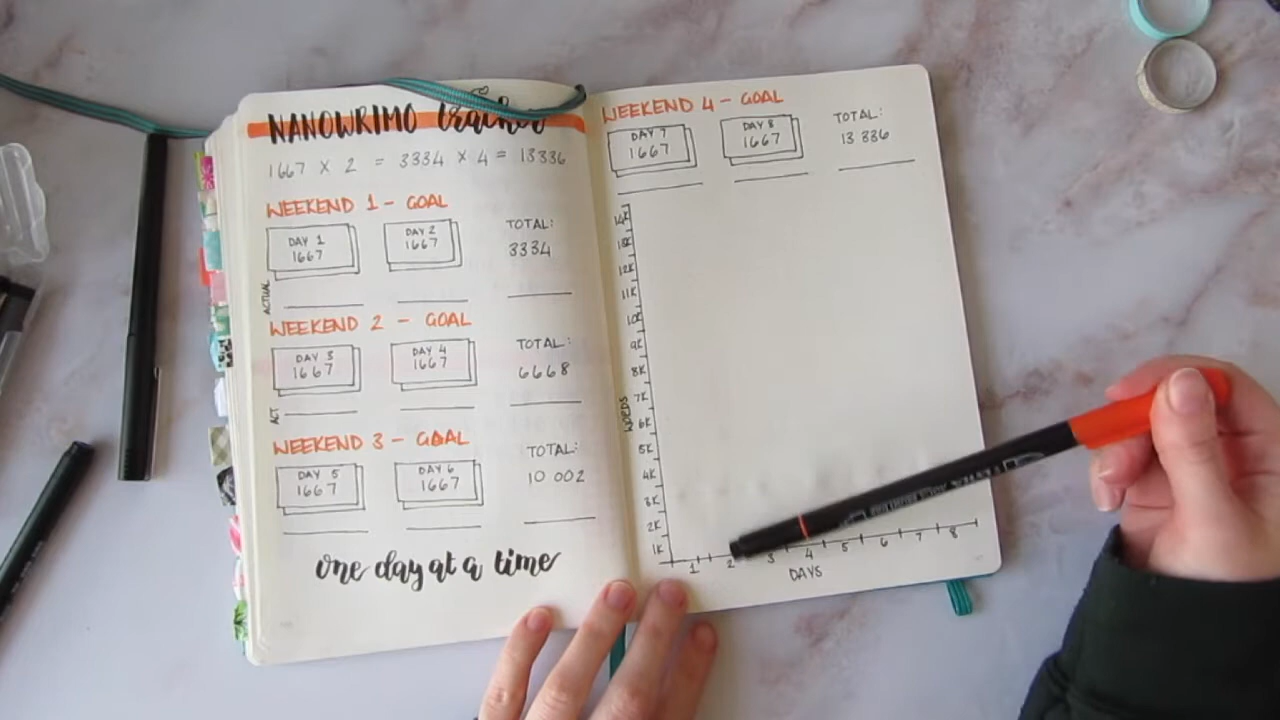 NANOWRIMO tracker
1667 X 2 = 3334 X 4 = 13336
WEEKEND 1 - GOAL
DAY 1
1667
DAY 2
1667
TOTAL:
3334
ACTUAL
WEEKEND 2 - GOAL
DAY 3
1667
DAY 4
1667
TOTAL:
6668
ACT.
WEEKEND 3 - GOAL
DAY 5
1667
DAY 6
1667
TOTAL:
10 002
one day at a time
WEEKEND 4 - GOAL
DAY 7
1667
DAY 8
1667
TOTAL:
13 336
14K
13K
12K
11K
10K
9K
8K
7K
6K
5K
4K
3K
2K
1K
WORDS
1 2 3 4 5 6 7 8
DAYS